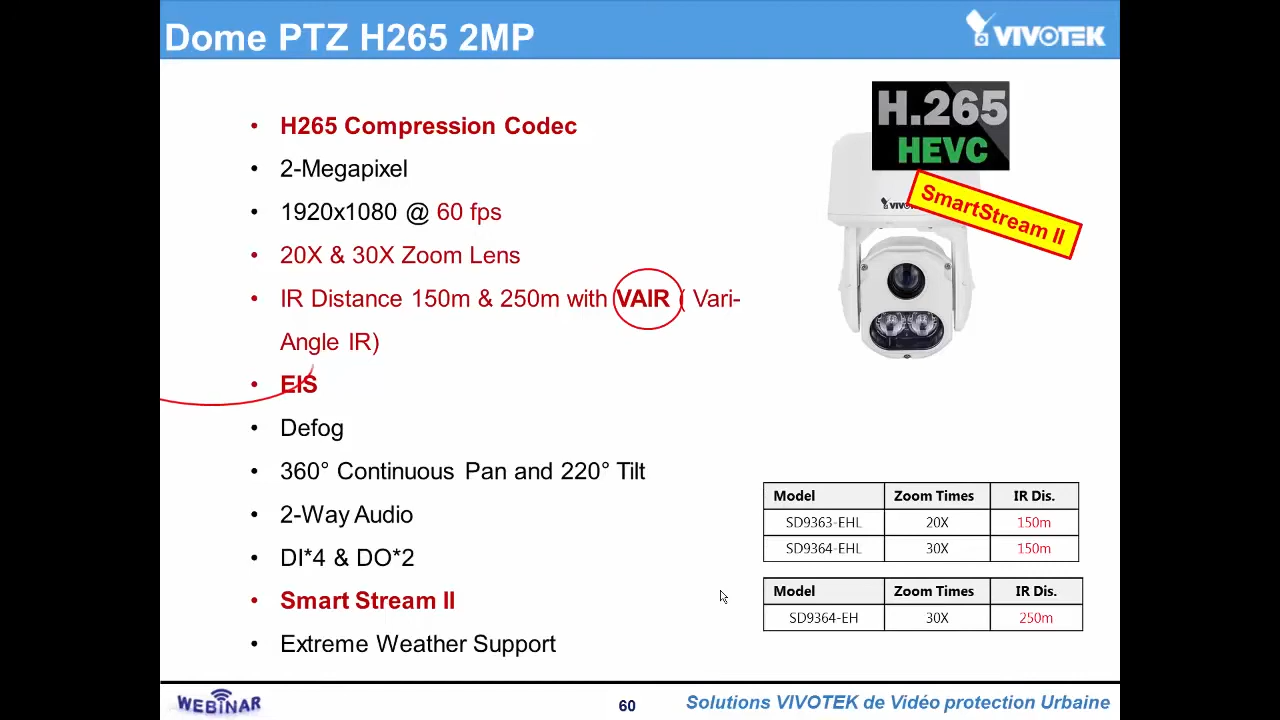 Dome PTZ H265 2MP
VIVOTEK
• H265 Compression Codec
• 2-Megapixel
• 1920x1080 @ 60 fps
• 20X & 30X Zoom Lens
• IR Distance 150m & 250m with VAIR ( Vari-
Angle IR)
• EIS
• Defog
• 360° Continuous Pan and 220° Tilt
• 2-Way Audio
• DI*4 & DO*2
• Smart Stream II
• Extreme Weather Support
H.265
HEVC
SmartStream II
Model Zoom Times IR Dis.
SD9363-EHL 20X 150m
SD9364-EHL 30X 150m
Model Zoom Times IR Dis.
SD9364-EH 30X 250m
WEBINAR
60
Solutions VIVOTEK de Vidéo protection Urbaine